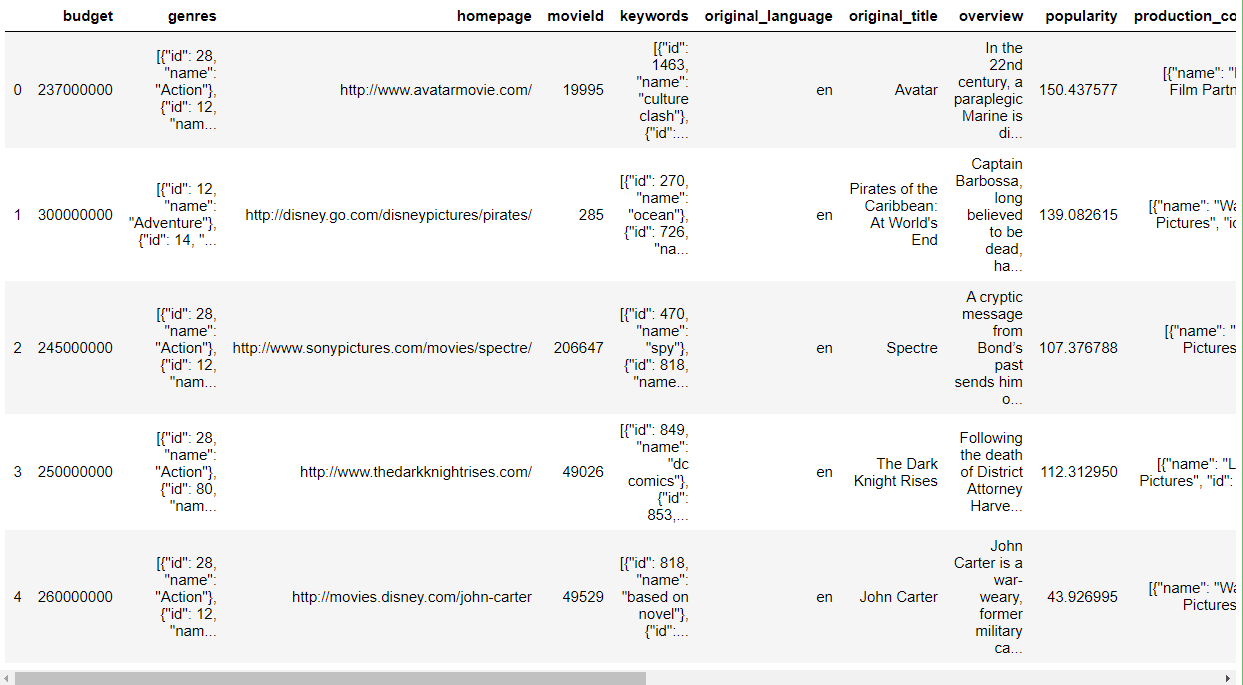 budget genres homepage movieId keywords original_language original_title overview popularity production_co
0 237000000 [{"id": 28, "name": "Action"}, {"id": 12, "nam... http://www.avatarmovie.com/ 19995 [{"id": 1463, "name": "culture clash"}, {"id":... en Avatar In the 22nd century, a paraplegic Marine is di... 150.437577 [{"name": " Film Partn
1 300000000 [{"id": 12, "name": "Adventure"}, {"id": 14, "... http://disney.go.com/disneypictures/pirates/ 285 [{"id": 270, "name": "ocean"}, {"id": 726, "na... en Pirates of the Caribbean: At World's End Captain Barbossa, long believed to be dead, ha... 139.082615 [{"name": "Wa Pictures", "id
2 245000000 [{"id": 28, "name": "Action"}, {"id": 12, "nam... http://www.sonypictures.com/movies/spectre/ 206647 [{"id": 470, "name": "spy"}, {"id": 818, "name... en Spectre A cryptic message from Bond’s past sends him o... 107.376788 [{"name": " Pictures
3 250000000 [{"id": 28, "name": "Action"}, {"id": 80, "nam... http://www.thedarkknightrises.com/ 49026 [{"id": 849, "name": "dc comics"}, {"id": 853,... en The Dark Knight Rises Following the death of District Attorney Harve... 112.312950 [{"name": "L Pictures", "id":
4 260000000 [{"id": 28, "name": "Action"}, {"id": 12, "nam... http://movies.disney.com/john-carter 49529 [{"id": 818, "name": "based on novel"}, {"id":... en John Carter John Carter is a war-weary, former military ca... 43.926995 [{"name": "Wa Pictures